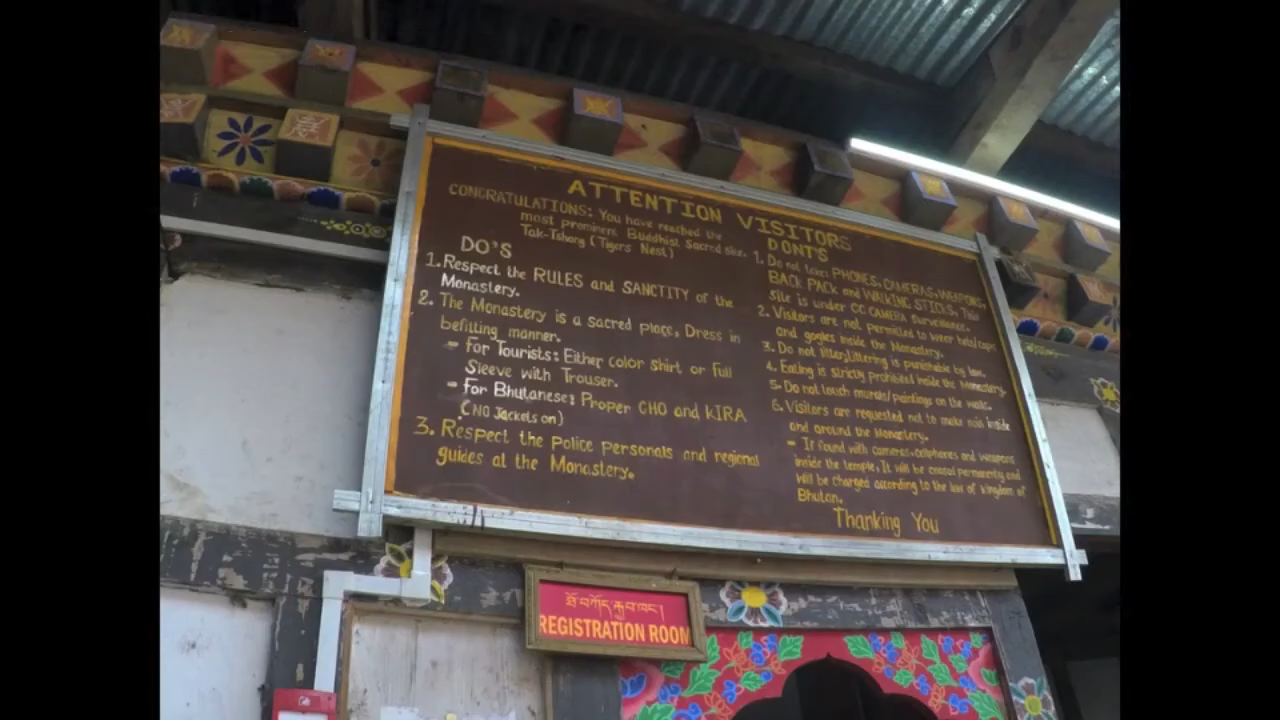 ATTENTION VISITORS
CONGRATULATIONS: You have reached the
most prominent Buddhist Sacred site.
Tak-Tshang (Tigers Nest)
DO'S
1. Respect the RULES and SANCTITY of the
Monastery.
2. The Monastery is a sacred place, Dress in
befitting manner.
- for Tourists: Either color shirt or Full
Sleeve with Trouser.
- for Bhutanese: Proper GHO and KIRA
(NO Jackets on)
3. Respect the Police personals and regional
guides at the Monastery.
DONT'S
1. Do not take: PHONES, CAMERAS, WEAPONS,
BACK PACK and WALKING STICKS. This
site is under CC CAMERA Surveilence.
2. Visitors are not permitted to wear hats/caps
and gogles inside the Monastery.
3. Do not litter, littering is punishable by law.
4. Eating is strictly prohibited inside the Monastery.
5. Do not touch murals/paintings on the walls.
6. Visitors are requested not to make nois inside
and around the Monastery.
- If found with cameras, cellphones and weapons
inside the temple, It will be ceased permanently and
will be charged according to the law of kingdom of
Bhutan.
Thanking You
ཐོ་བཀོད་རྐྱབ་ཁང་།
REGISTRATION ROOM